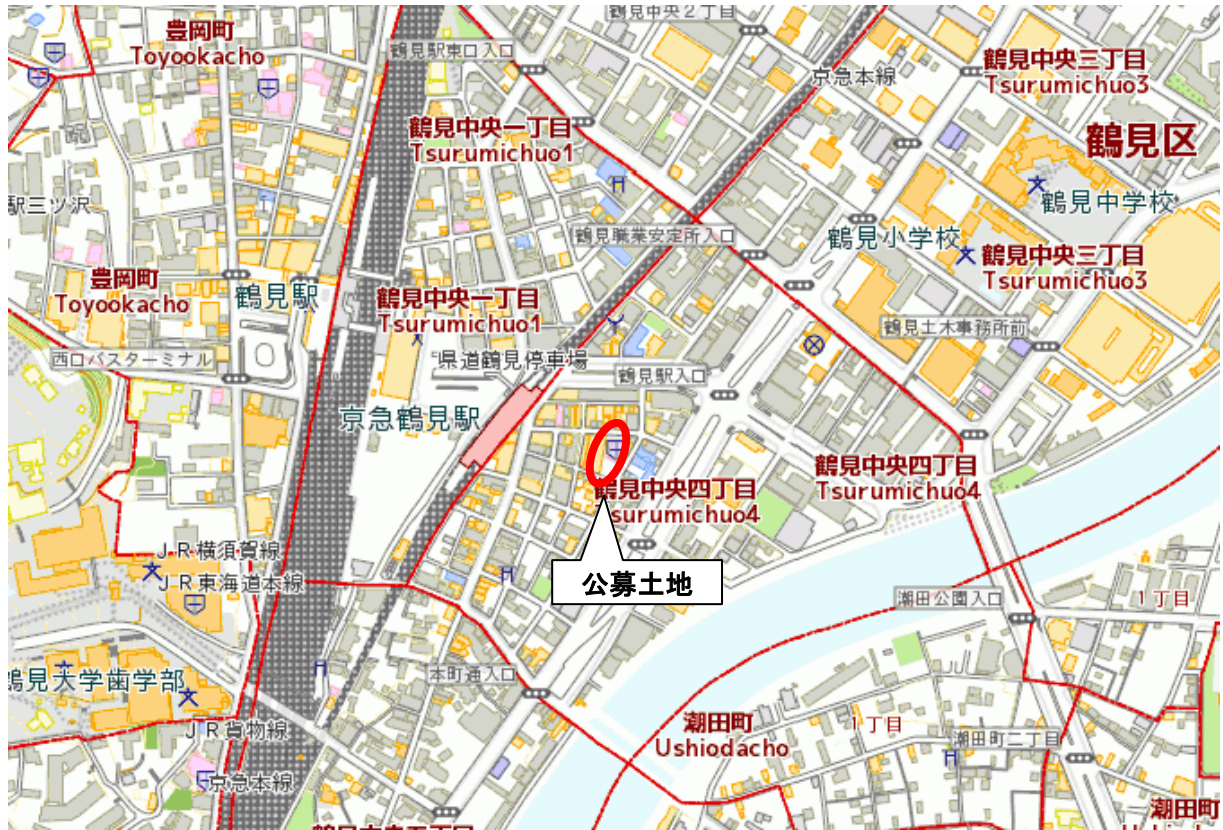 鶴見中央2丁目
豊岡町
Toyookacho
鶴見駅東口入口
鶴見中央三丁目
Tsurumichuo3
京急本線
鶴見中央一丁目
Tsurumichuo1
鶴見区
鶴見中学校
駅三ツ沢
鶴見職業安定所入口
鶴見小学校
鶴見中央三丁目
Tsurumichuo3
豊岡町
Toyookacho
鶴見駅
鶴見中央一丁目
Tsurumichuo1
鶴見土木事務所前
西口バスターミナル
県道鶴見停車場
鶴見駅入口
京急鶴見駅
鶴見中央四丁目
Tsurumichuo4
鶴見中央四丁目
Tsurumichuo4
JR横須賀線
JR東海道本線
公募土地
潮田公園入口
1丁目
鶴見大学歯学部
本町通入口
JR貨物線
潮田町
Ushiodacho
1丁目
潮田町二丁目
京急本線
潮田町